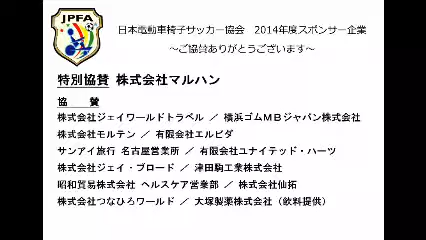 JPFA
日本電動車椅子サッカー協会　2014年度スポンサー企業
～ご協賛ありがとうございます～
特別協賛 株式会社マルハン
協　賛
株式会社ジェイワールドトラベル ／ 横浜ゴムＭＢジャパン株式会社
株式会社モルテン ／ 有限会社エルピダ
サンアイ旅行 名古屋営業所 ／ 有限会社ユナイテッド・ハーツ
株式会社ジェイ・ブロード ／ 津田駒工業株式会社
昭和貿易株式会社 ヘルスケア営業部 ／ 株式会社仙拓
株式会社つなひろワールド ／ 大塚製薬株式会社（飲料提供）